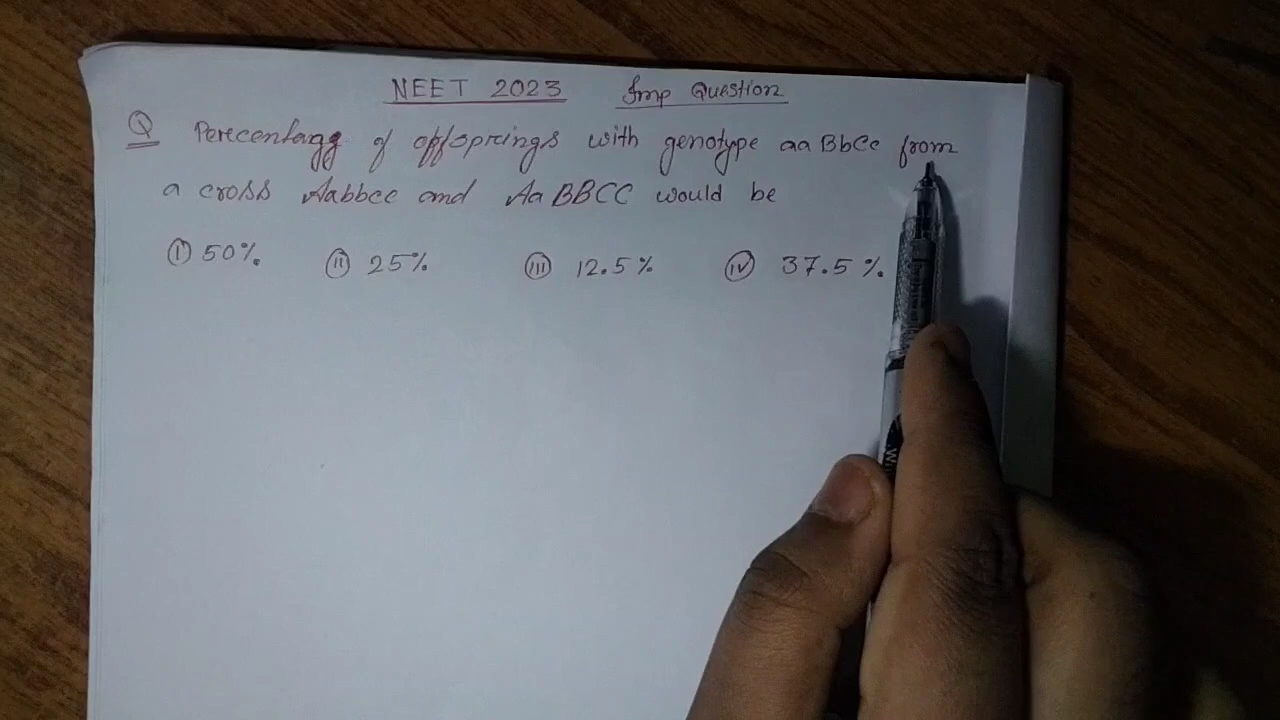 NEET 2023 Imp Question
Q Perecentagg of offsprings with genotype aaBbCc from
a cross Aabbcc and AaBBCC would be
(I) 50% (II) 25% (III) 12.5% (IV) 37.5%